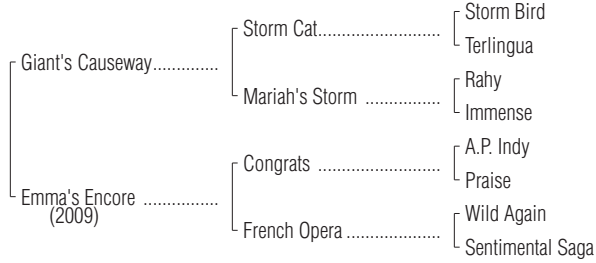 Storm Bird
Storm Cat..........................
Terlingua
Giant's Causeway..............
Rahy
Mariah's Storm ................
Immense
A.P. Indy
Congrats ..........................
Praise
Emma's Encore ................
(2009)
Wild Again
French Opera ....................
Sentimental Saga